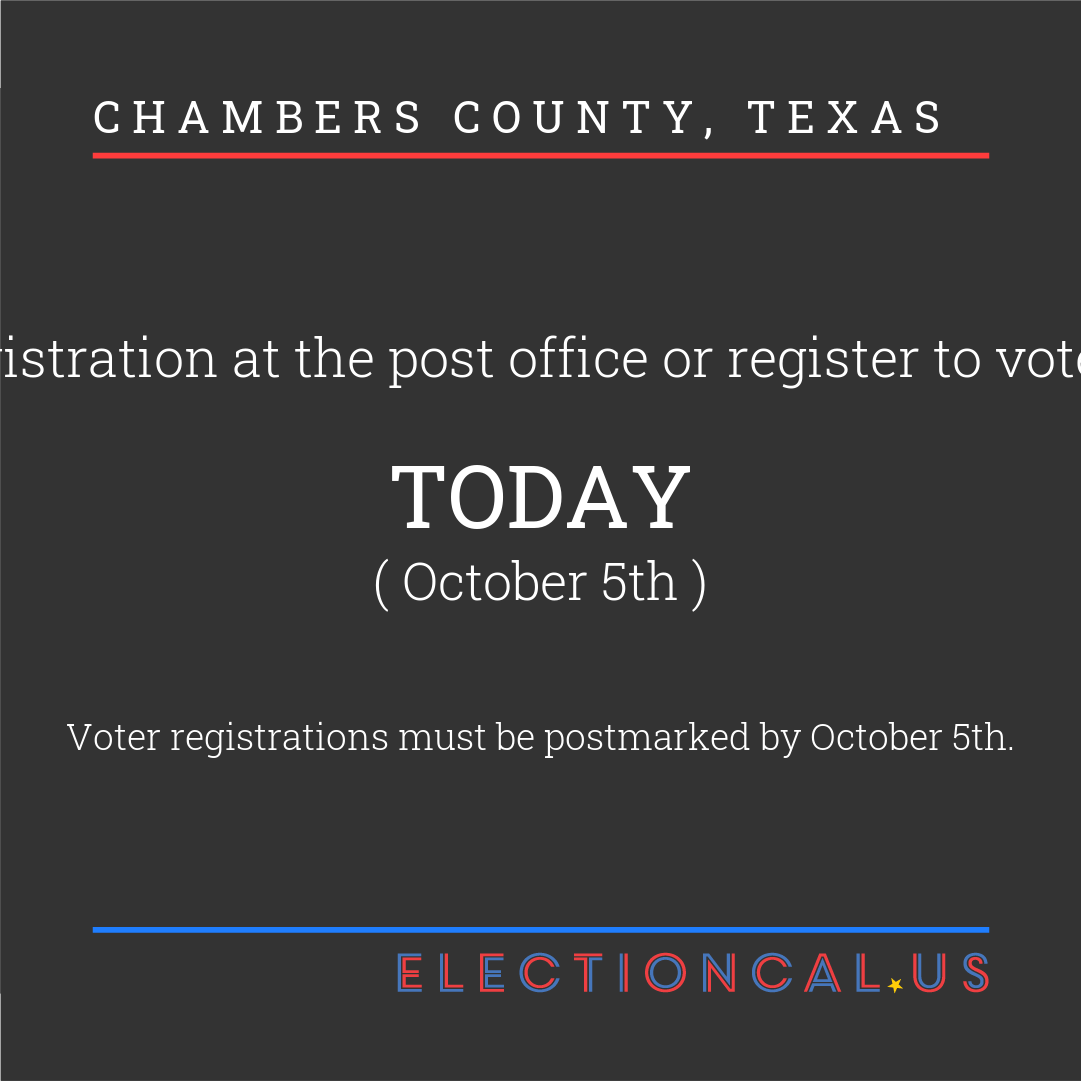 CHAMBERS COUNTY, TEXAS
istration at the post office or register to vote
TODAY
( October 5th )
Voter registrations must be postmarked by October 5th.
ELECTIONCAL.US